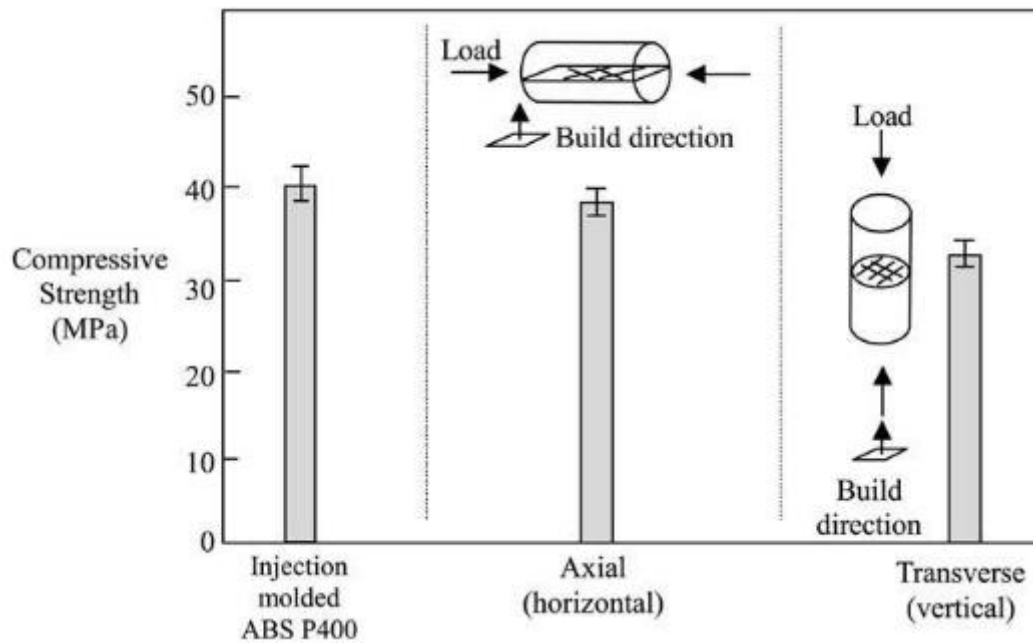 Compressive
Strength
(MPa)
50
40
30
20
10
0
Load
Build direction
Load
Build
direction
Injection
molded
ABS P400
Axial
(horizontal)
Transverse
(vertical)